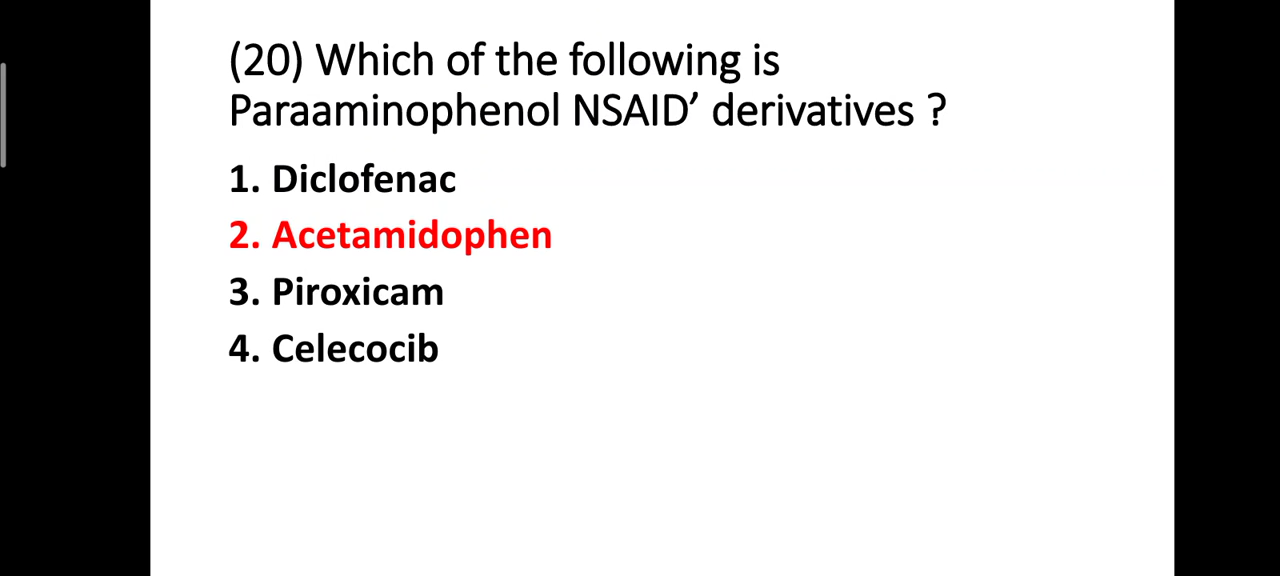 (20) Which of the following is
Paraaminophenol NSAID’ derivatives ?
1. Diclofenac
2. Acetamidophen
3. Piroxicam
4. Celecocib